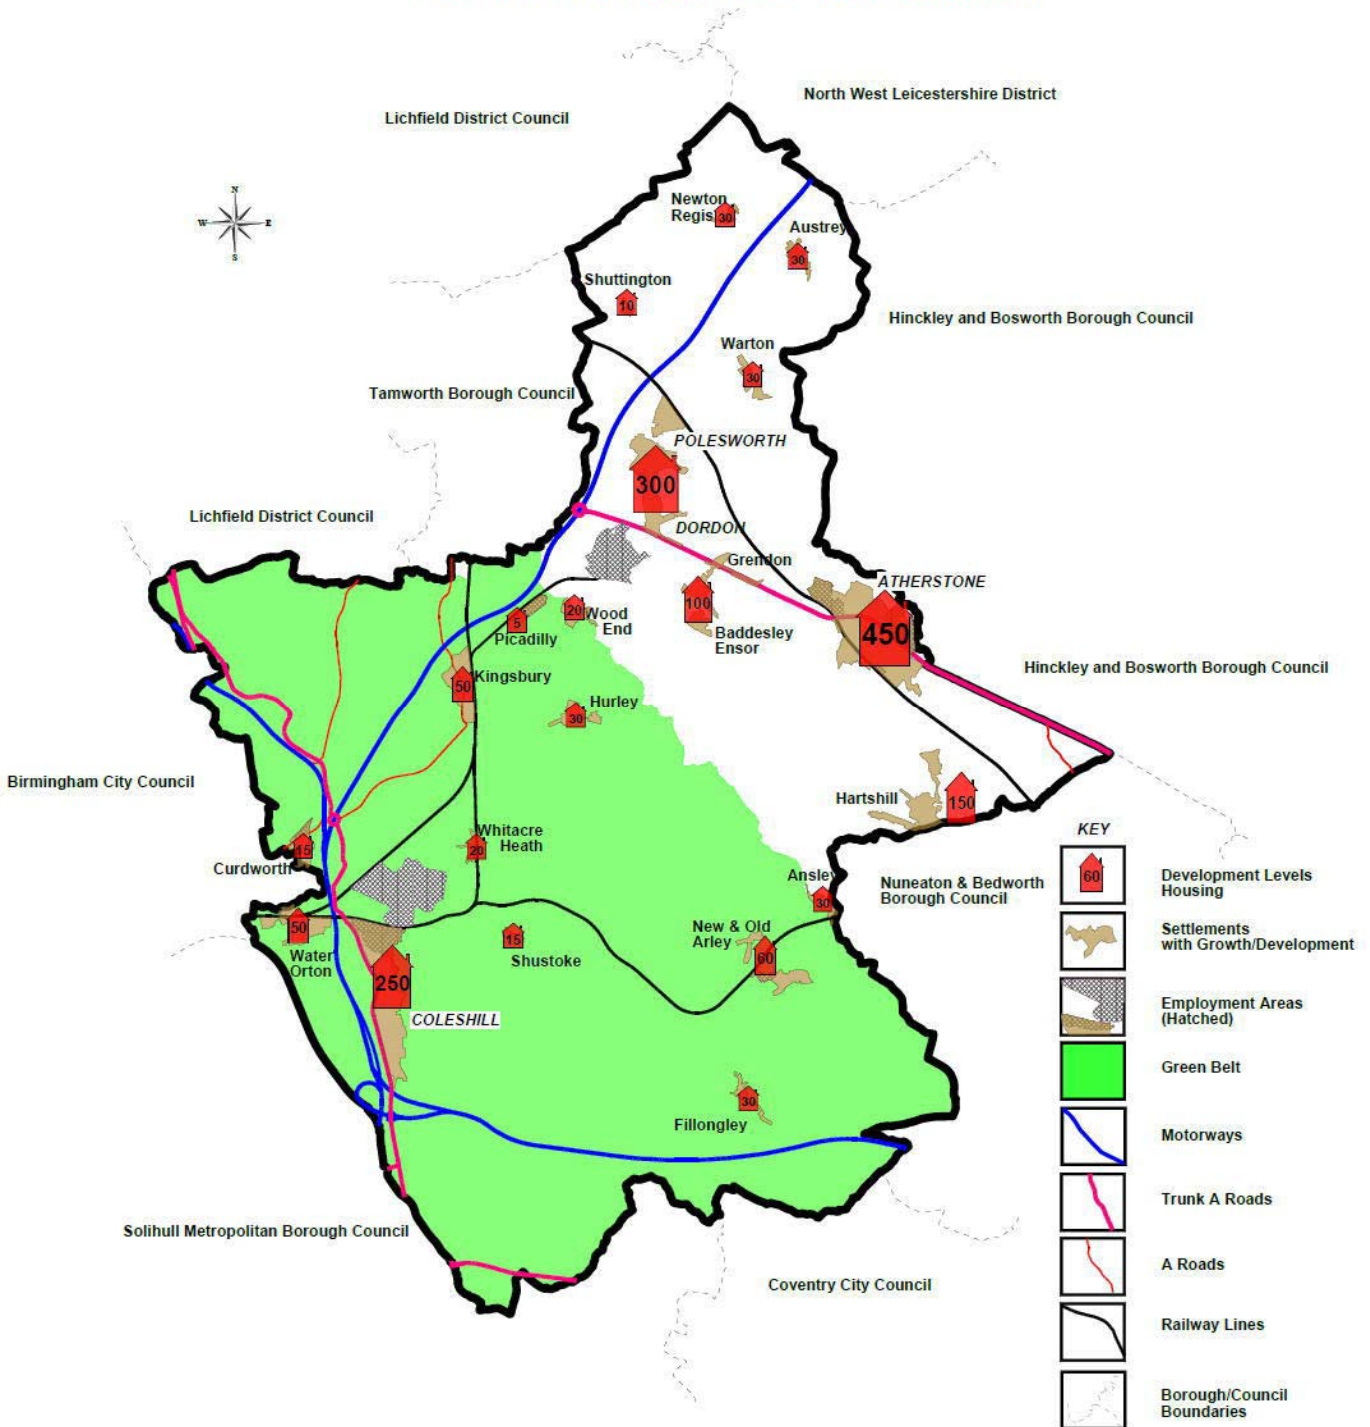 North West Leicestershire District
Lichfield District Council
N
W
E
S
Newton
Regis
30
Austrey
30
Shuttington
10
Hinckley and Bosworth Borough Council
Warton
30
Tamworth Borough Council
POLESWORTH
300
Lichfield District Council
DORDON
Grendon
ATHERSTONE
100
20
Wood
End
5
Picadilly
Baddesley
Ensor
450
Hinckley and Bosworth Borough Council
Kingsbury
50
Hurley
30
Birmingham City Council
Hartshill
150
KEY
Whitacre
Heath
20
15
Curdworth
Ansley
30
Nuneaton & Bedworth
Borough Council
60
Development Levels
Housing
50
Water
Orton
15
Shustoke
New & Old
Arley
60
Settlements
with Growth/Development
250
COLESHILL
Employment Areas
(Hatched)
Green Belt
30
Fillongley
Motorways
Trunk A Roads
Solihull Metropolitan Borough Council
A Roads
Coventry City Council
Railway Lines
Borough/Council
Boundaries